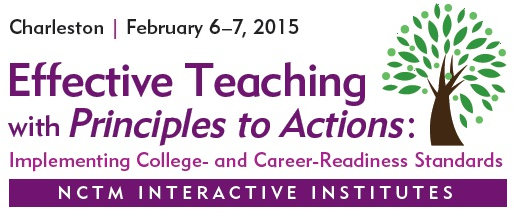 Charleston | February 6–7, 2015
Effective Teaching
with Principles to Actions:
Implementing College- and Career-Readiness Standards
NCTM INTERACTIVE INSTITUTES